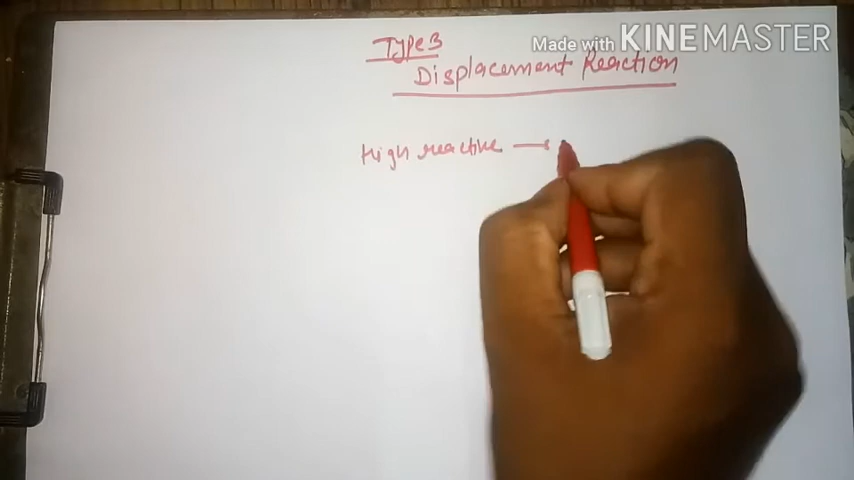 Made with KINEMASTER
Type 3
Displacement Reaction
High reactive →